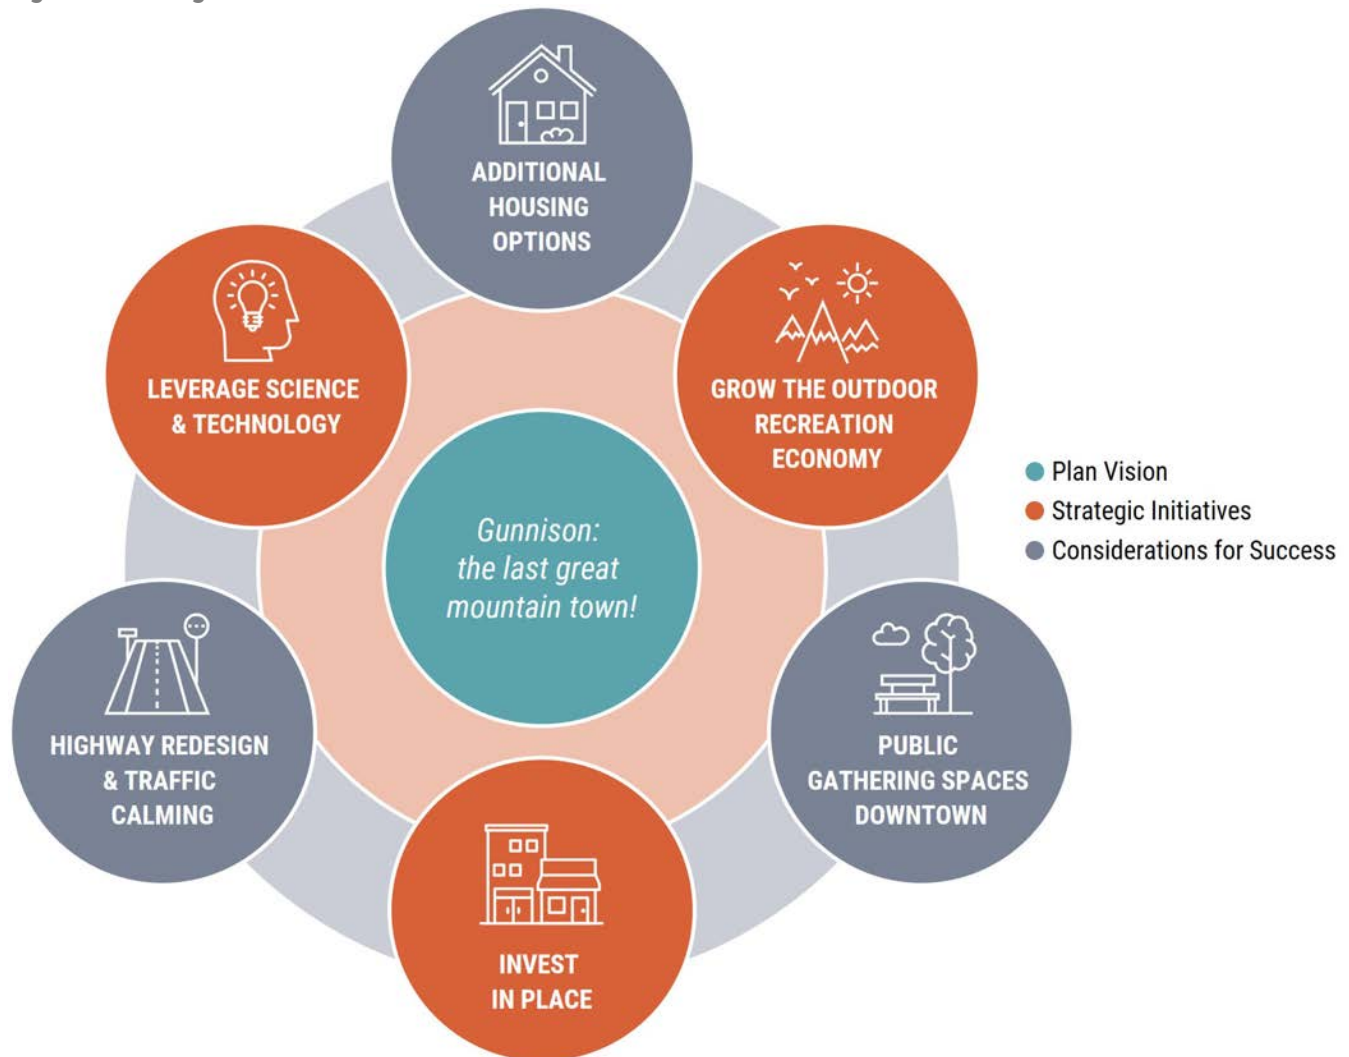 ADDITIONAL
HOUSING
OPTIONS
LEVERAGE SCIENCE
& TECHNOLOGY
GROW THE OUTDOOR
RECREATION
ECONOMY
Gunnison:
the last great
mountain town!
Plan Vision
Strategic Initiatives
Considerations for Success
HIGHWAY REDESIGN
& TRAFFIC
CALMING
PUBLIC
GATHERING SPACES
DOWNTOWN
INVEST
IN PLACE